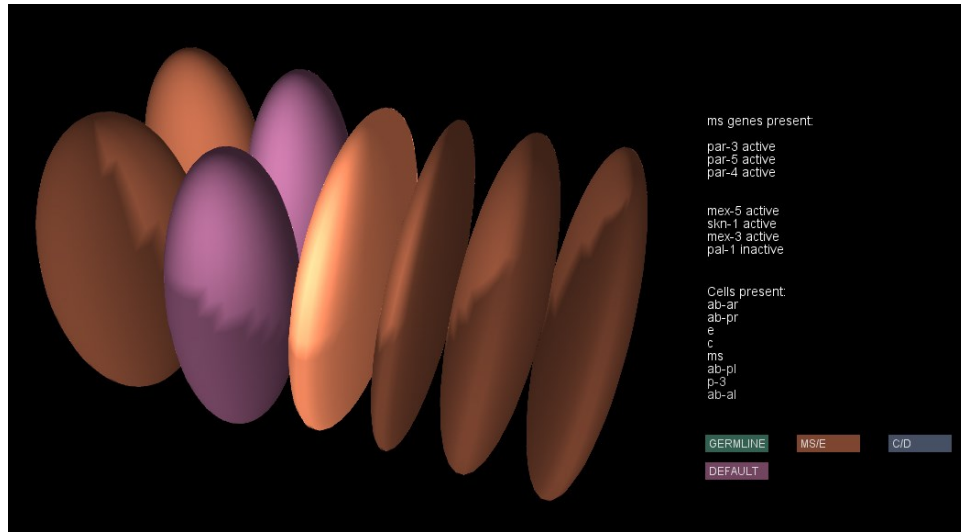 ms genes present:
par-3 active
par-5 active
par-4 active
mex-5 active
skn-1 active
mex-3 active
pal-1 inactive
Cells present:
ab-ar
ab-pr
e
c
ms
ab-pl
p-3
ab-al
GERMLINE MS/E C/D
DEFAULT